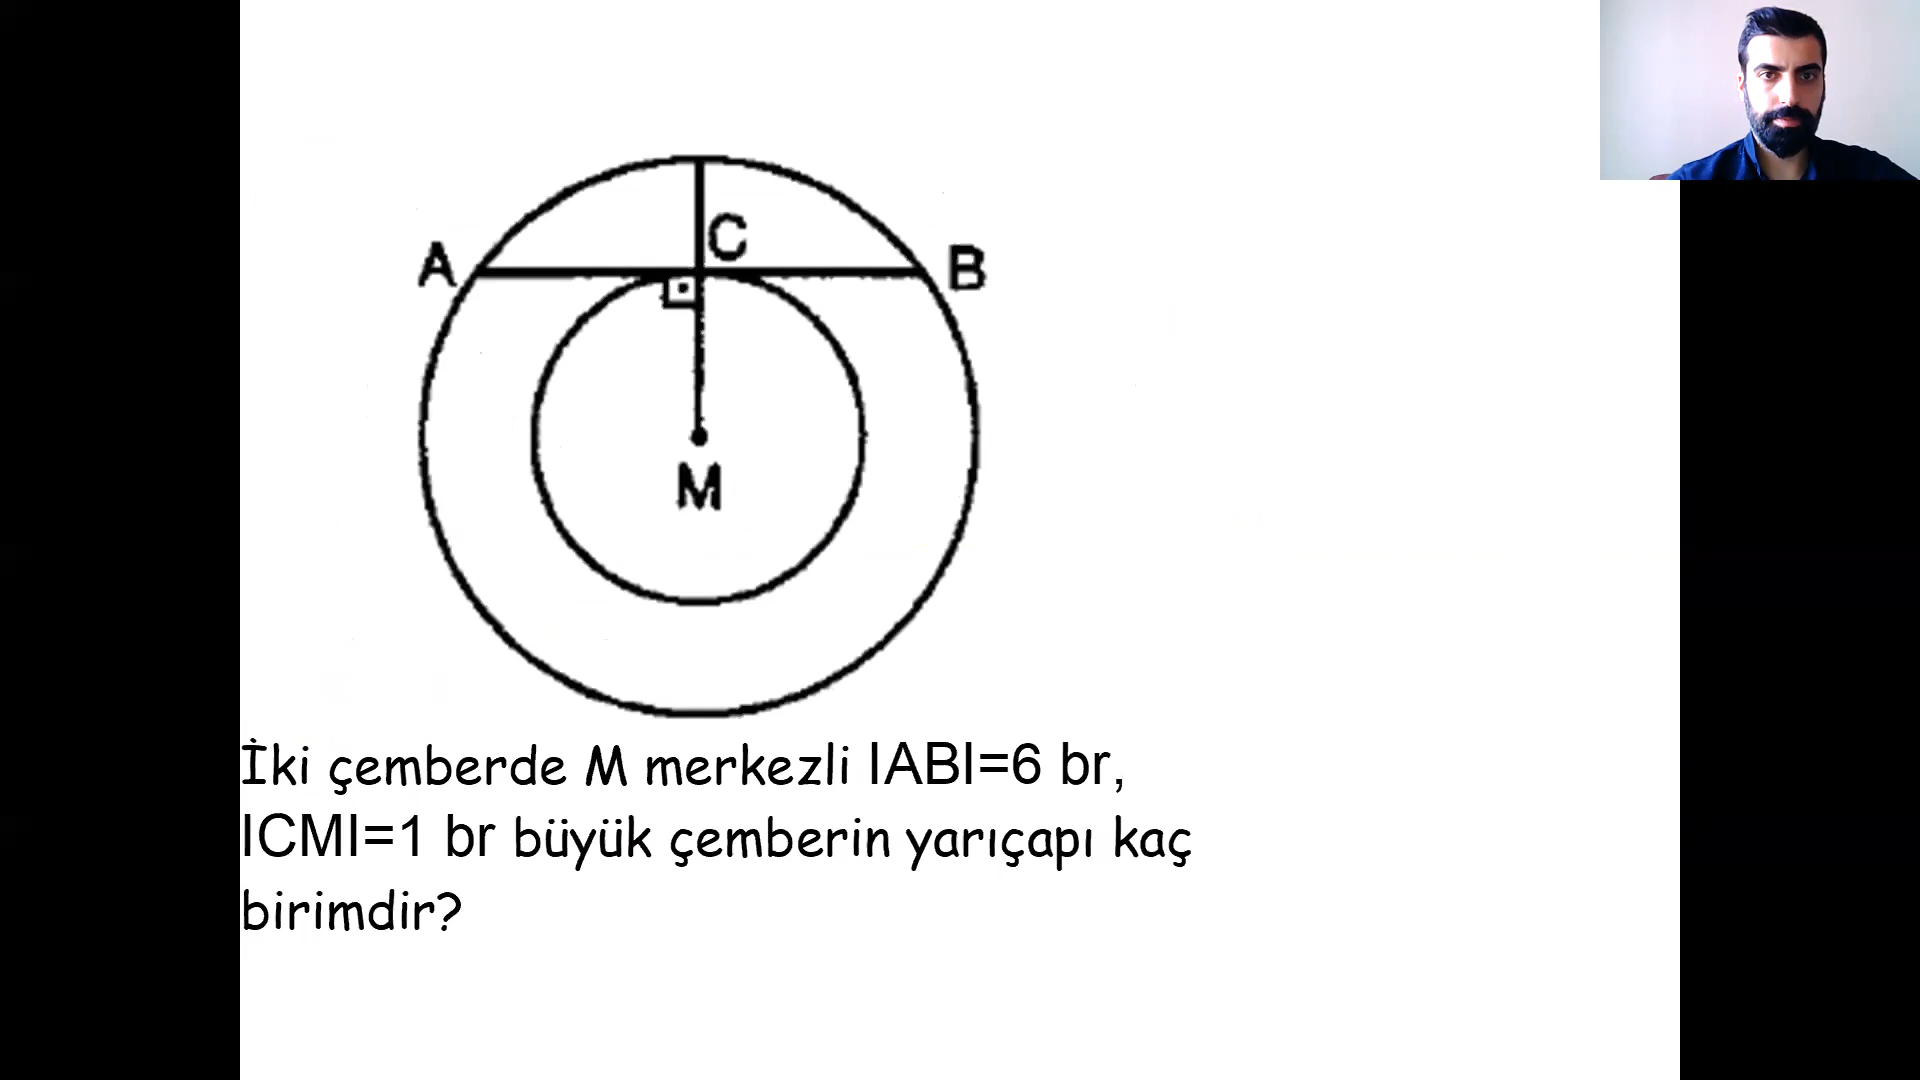 C
A
B
M
İki çemberde M merkezli IABI=6 br,
ICMI=1 br büyük çemberin yarıçapı kaç
birimdir?